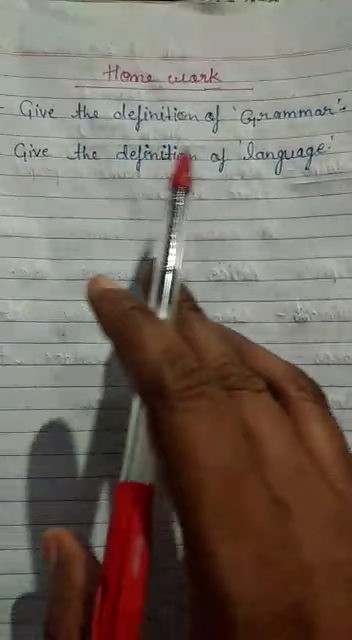 Home work
- Give the definition of 'Grammar'.
Give the definition of 'language.'